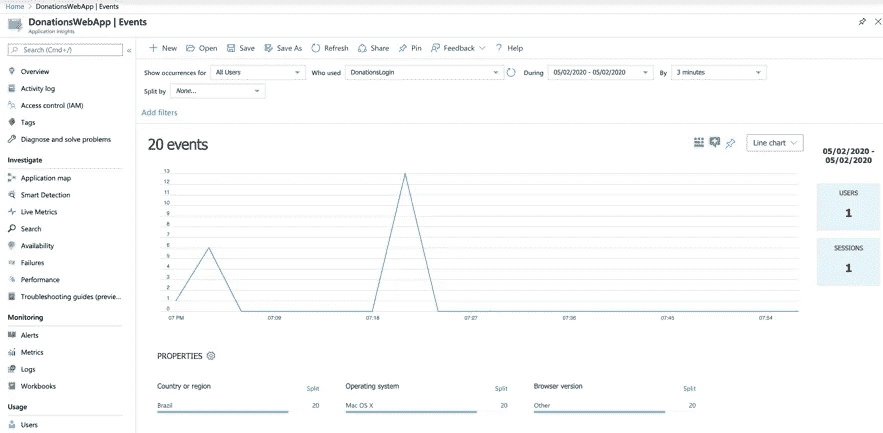 Home > DonationsWebApp | Events
DonationsWebApp | Events
Application Insights
Search (Cmd+/)
«
New Open Save Save As Refresh Share Pin Feedback ? Help
Show occurrences for All Users Who used DonationsLogin During 05/02/2020 - 05/02/2020 By 3 minutes
Split by None...
Add filters
Overview
Activity log
Access control (IAM)
Tags
Diagnose and solve problems
Investigate
Application map
Smart Detection
Live Metrics
Search
Availability
Failures
Performance
Troubleshooting guides (previe...
Monitoring
Alerts
Metrics
Logs
Workbooks
Usage
Users
20 events
Line chart
13
12
11
10
9
8
7
6
5
4
3
2
1
0
07 PM 07:09 07:18 07:27 07:36 07:45 07:54
05/02/2020 -
05/02/2020
USERS
1
SESSIONS
1
PROPERTIES
Country or region Split
Brazil 20
Operating system Split
Mac OS X 20
Browser version Split
Other 20